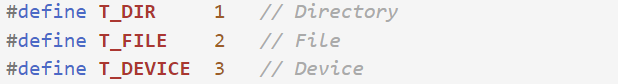 #define T_DIR     1   // Directory
#define T_FILE    2   // File
#define T_DEVICE  3   // Device